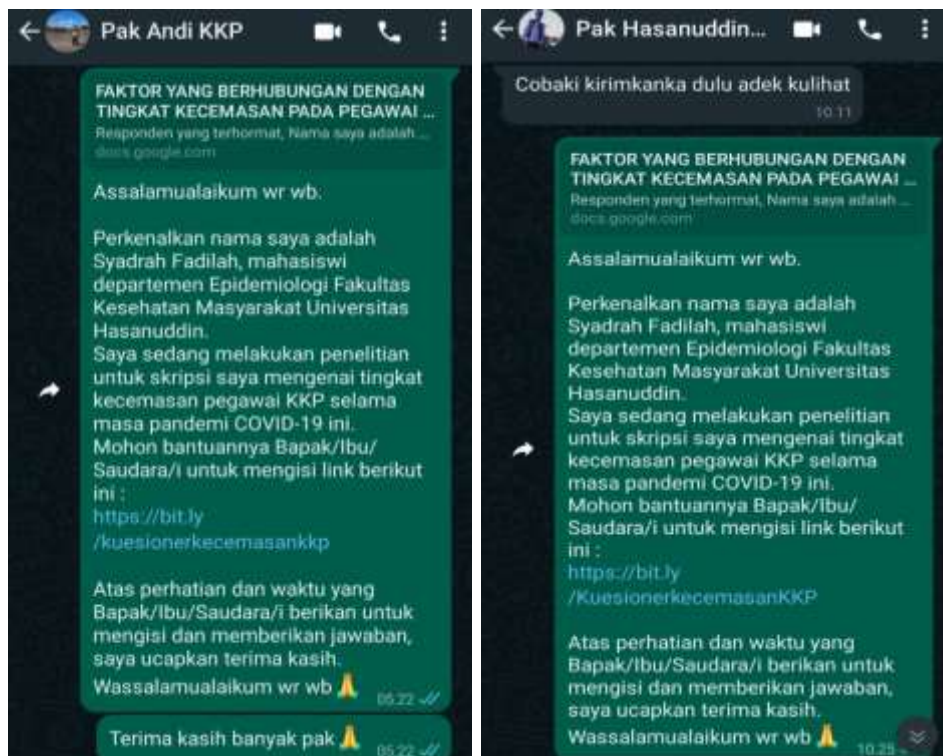 Pak Andi KKP
FAKTOR YANG BERHUBUNGAN DENGAN
TINGKAT KECEMASAN PADA PEGAWAI ...
Responden yang terhormat, Nama saya adalah ...
docs.google.com
Assalamualaikum wr wb.
Perkenalkan nama saya adalah
Syadrah Fadilah, mahasiswi
departemen Epidemiologi Fakultas
Kesehatan Masyarakat Universitas
Hasanuddin.
Saya sedang melakukan penelitian
untuk skripsi saya mengenai tingkat
kecemasan pegawai KKP selama
masa pandemi COVID-19 ini.
Mohon bantuannya Bapak/Ibu/
Saudara/i untuk mengisi link berikut
ini :
https://bit.ly
/kuesionerkecemasankkp
Atas perhatian dan waktu yang
Bapak/Ibu/Saudara/i berikan untuk
mengisi dan memberikan jawaban,
saya ucapkan terima kasih.
Wassalamualaikum wr wb 🙏
05.22
Terima kasih banyak pak 🙏
05.22
Pak Hasanuddin...
Cobaki kirimkanka dulu adek kulihat
10.11
FAKTOR YANG BERHUBUNGAN DENGAN
TINGKAT KECEMASAN PADA PEGAWAI ...
Responden yang terhormat, Nama saya adalah ...
docs.google.com
Assalamualaikum wr wb.
Perkenalkan nama saya adalah
Syadrah Fadilah, mahasiswi
departemen Epidemiologi Fakultas
Kesehatan Masyarakat Universitas
Hasanuddin.
Saya sedang melakukan penelitian
untuk skripsi saya mengenai tingkat
kecemasan pegawai KKP selama
masa pandemi COVID-19 ini.
Mohon bantuannya Bapak/Ibu/
Saudara/i untuk mengisi link berikut
ini :
https://bit.ly
/KuesionerkecemasanKKP
Atas perhatian dan waktu yang
Bapak/Ibu/Saudara/i berikan untuk
mengisi dan memberikan jawaban,
saya ucapkan terima kasih.
Wassalamualaikum wr wb 🙏
10.25